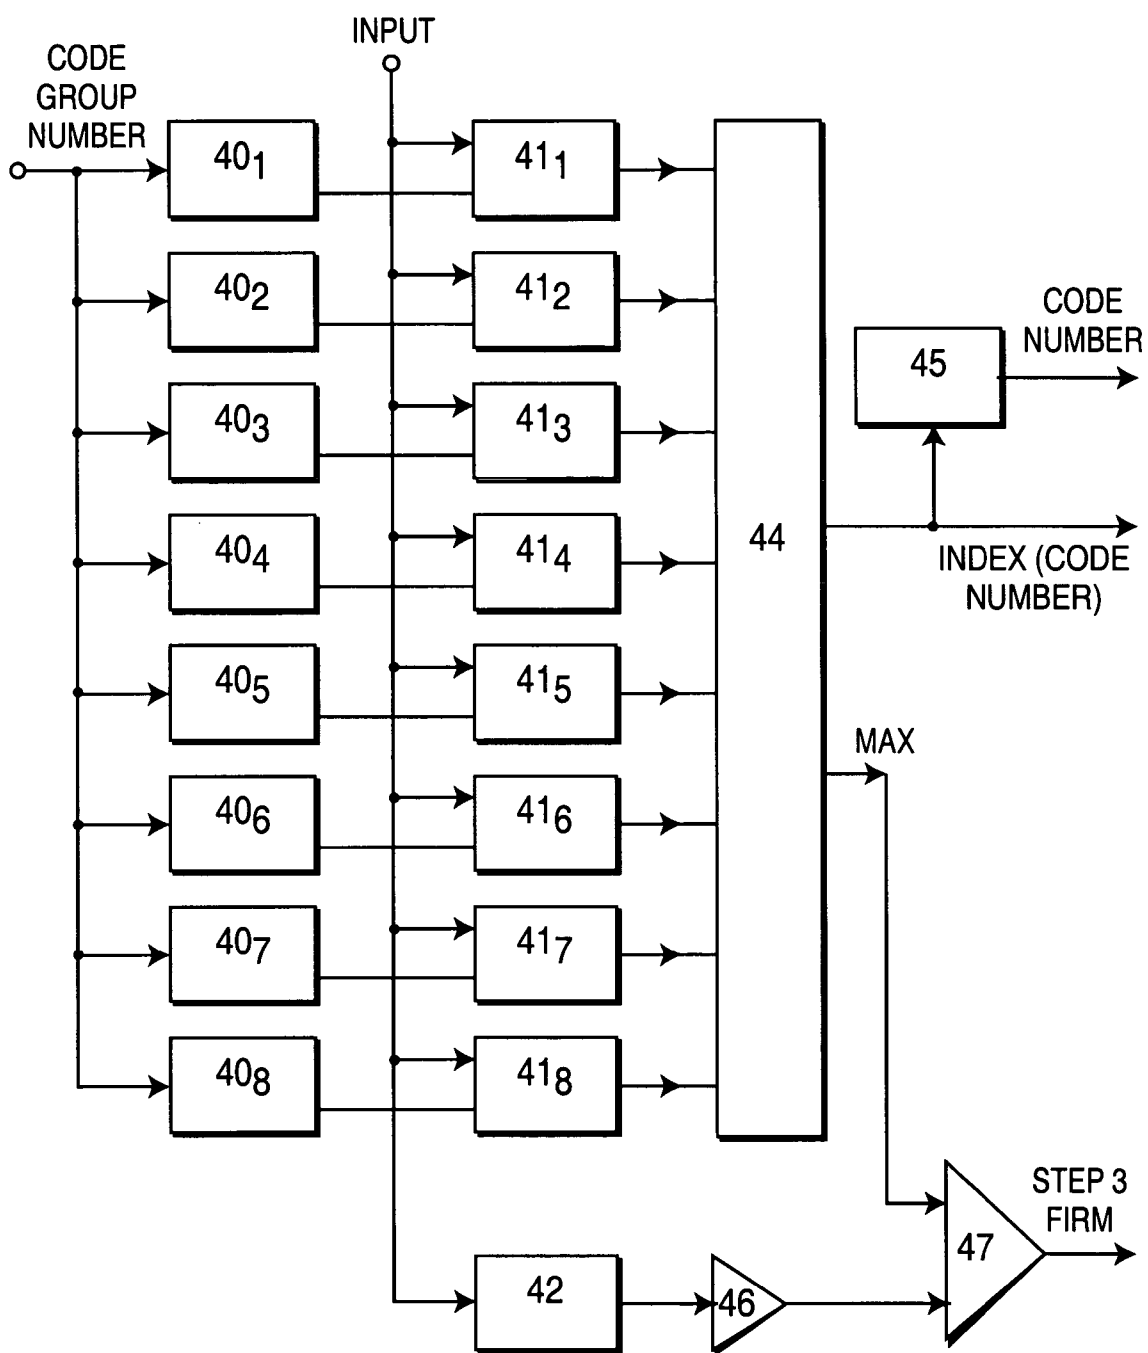 INPUT
CODE
GROUP
NUMBER
40₁
41₁
40₂
41₂
40₃
41₃
40₄
41₄
40₅
41₅
40₆
41₆
40₇
41₇
40₈
41₈
44
45
CODE
NUMBER
INDEX (CODE
NUMBER)
MAX
42
46
47
STEP 3
FIRM